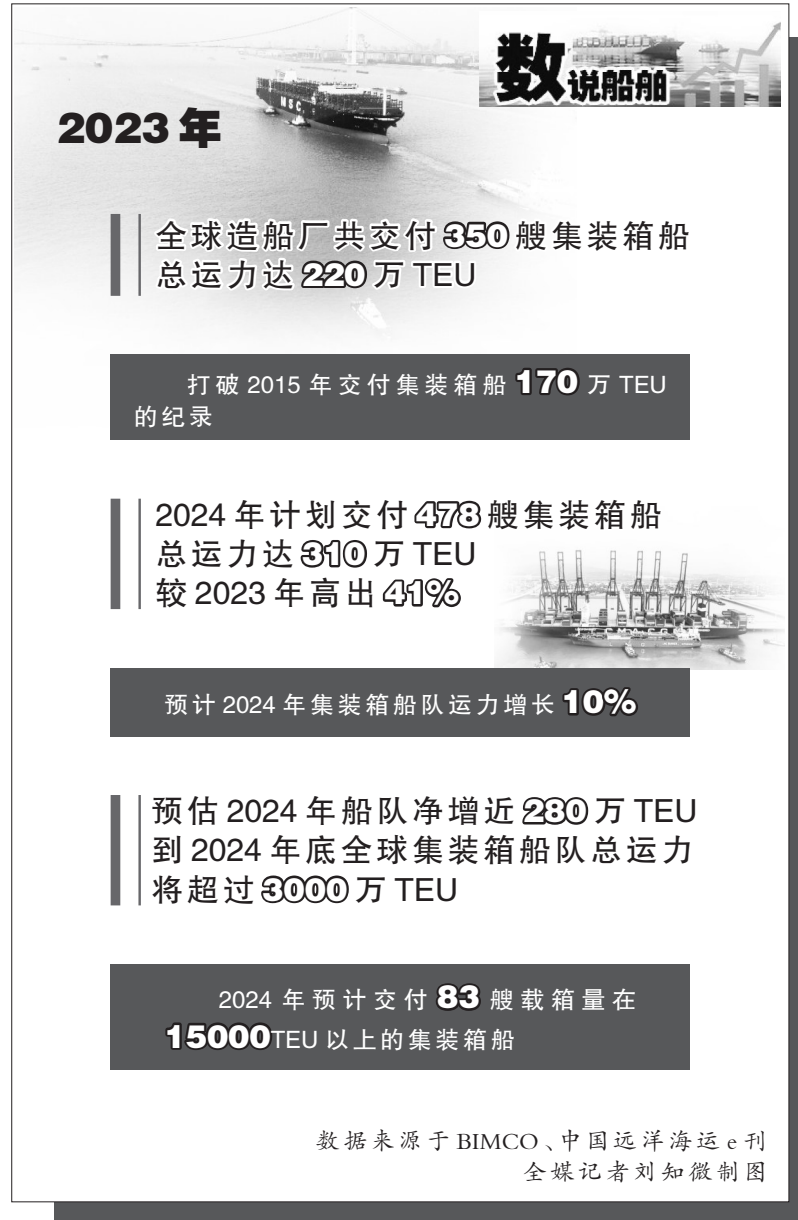 数说船舶
MSC
2023年
全球造船厂共交付350艘集装箱船
总运力达220万TEU
打破2015年交付集装箱船170万TEU
的纪录
2024年计划交付478艘集装箱船
总运力达310万TEU
较2023年高出41%
预计2024年集装箱船队运力增长10%
预估2024年船队净增近280万TEU
到2024年底全球集装箱船队总运力
将超过3000万TEU
2024年预计交付83艘载箱量在
15000TEU以上的集装箱船
数据来源于BIMCO、中国远洋海运e刊
全媒记者刘知微制图